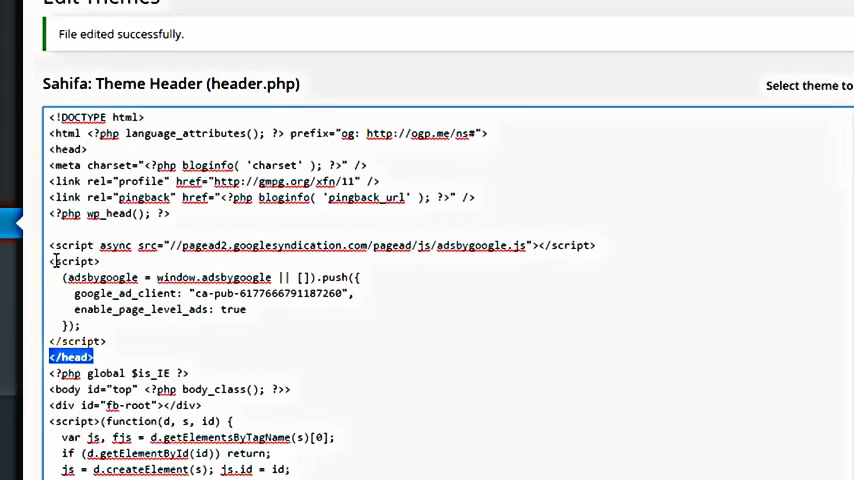 Edit Themes
File edited successfully.
Sahifa: Theme Header (header.php)
Select theme to
<!DOCTYPE html>
<html <?php language_attributes(); ?> prefix="og: http://ogp.me/ns#">
<head>
<meta charset="<?php bloginfo( 'charset' ); ?>" />
<link rel="profile" href="http://gmpg.org/xfn/11" />
<link rel="pingback" href="<?php bloginfo( 'pingback_url' ); ?>" />
<?php wp_head(); ?>
<script async src="//pagead2.googlesyndication.com/pagead/js/adsbygoogle.js"></script>
<script>
(adsbygoogle = window.adsbygoogle || []).push({
google_ad_client: "ca-pub-6177666791187260",
enable_page_level_ads: true
});
</script>
</head>
<?php global $is_IE ?>
<body id="top" <?php body_class(); ?>>
<div id="fb-root"></div>
<script>(function(d, s, id) {
var js, fjs = d.getElementsByTagName(s)[0];
if (d.getElementById(id)) return;
js = d.createElement(s); js.id = id;